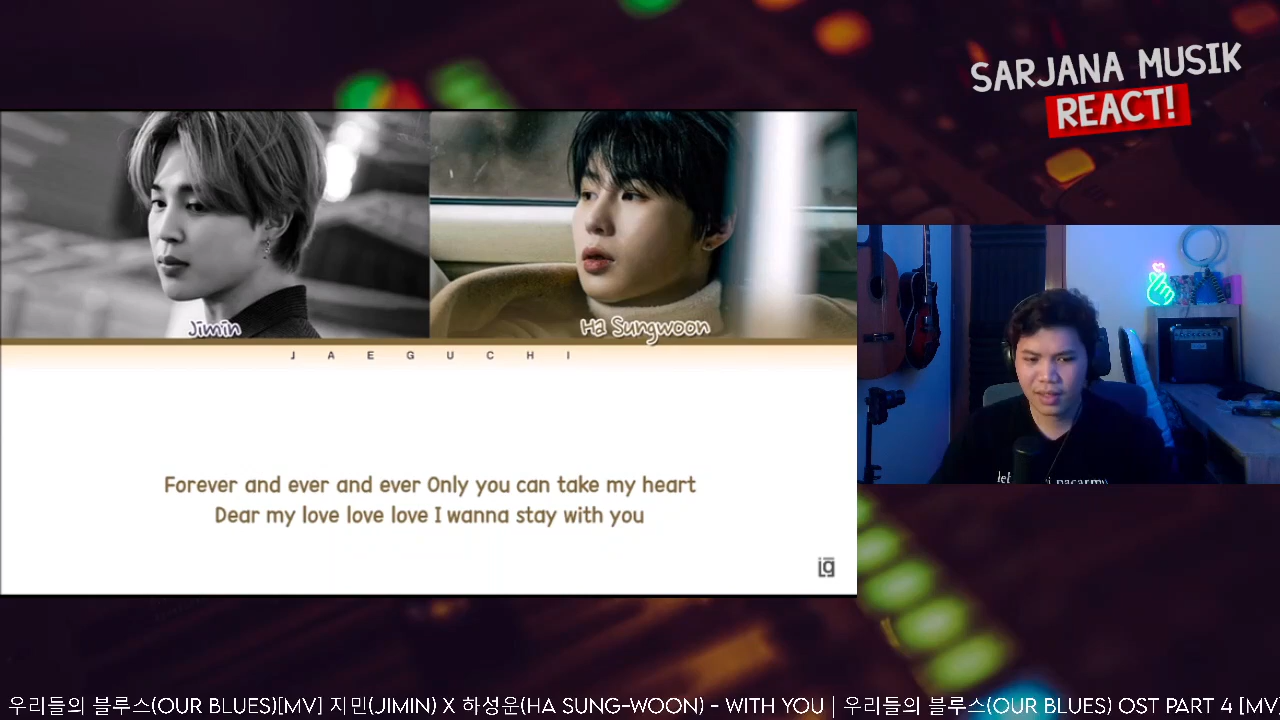 SARJANA MUSIK
REACT!
Jimin
Ha Sungwoon
JAEGUCHI
Forever and ever and ever Only you can take my heart
Dear my love love love I wanna stay with you
우리들의 블루스(OUR BLUES)[MV] 지민(JIMIN) X 하성운(HA SUNG-WOON) - WITH YOU | 우리들의 블루스(OUR BLUES) OST PART 4 [MV